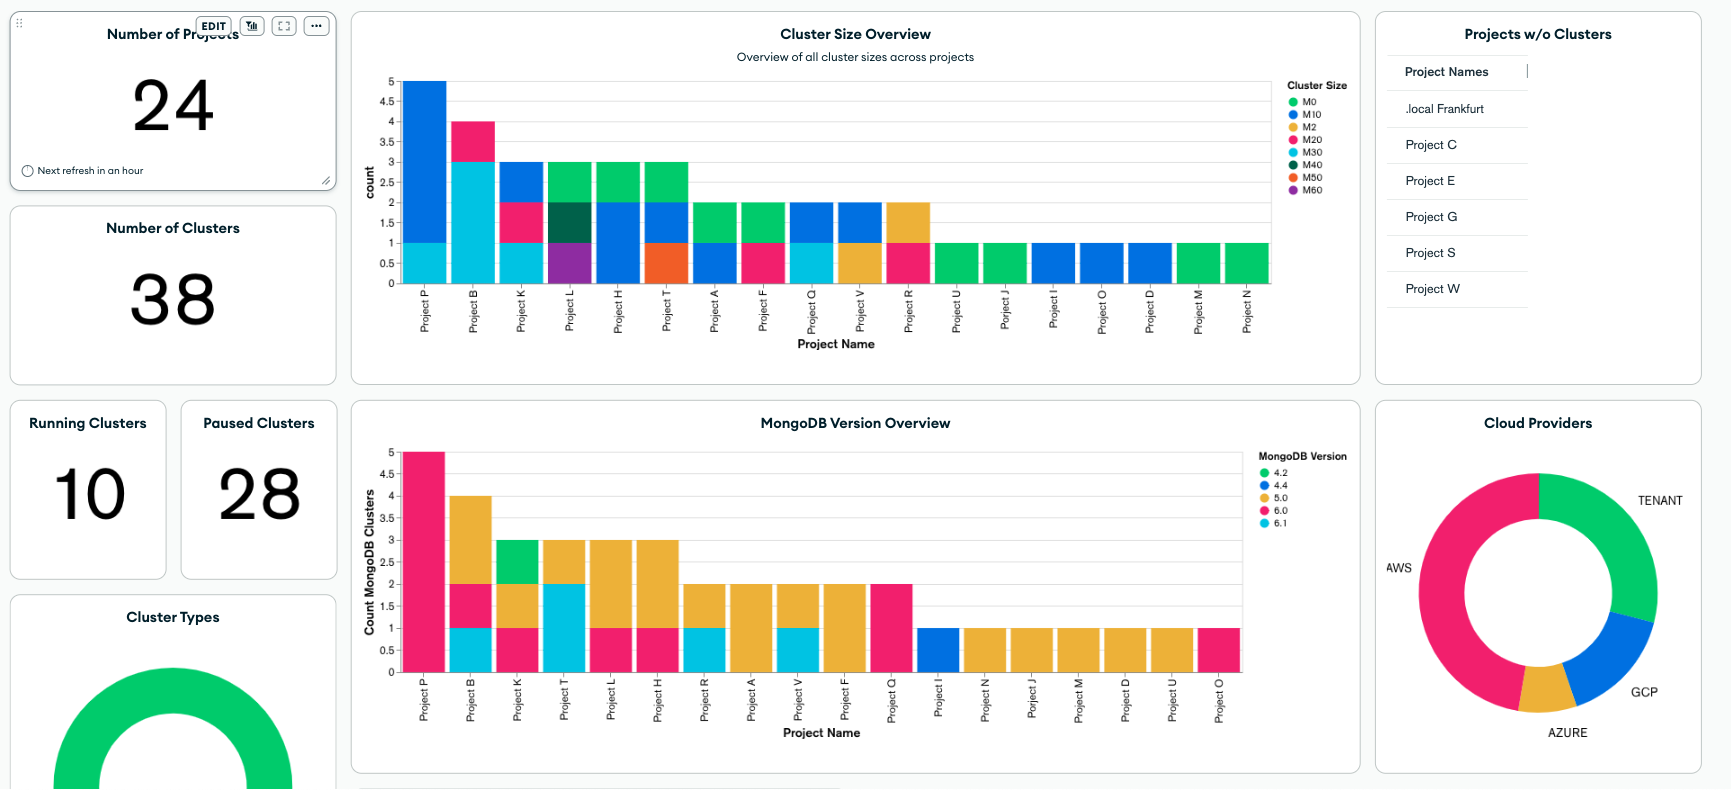 Number of Projects
EDIT
24
Next refresh in an hour
Number of Clusters
38
Running Clusters
10
Paused Clusters
28
Cluster Types
Cluster Size Overview
Overview of all cluster sizes across projects
count
5
4.5
4
3.5
3
2.5
2
1.5
1
0.5
0
Project P
Project B
Project K
Project L
Project H
Project T
Project A
Project F
Project Q
Project V
Project R
Project U
Porject J
Project I
Project O
Project D
Project M
Project N
Project Name
Cluster Size
M0
M10
M2
M20
M30
M40
M50
M60
Projects w/o Clusters
Project Names
.local Frankfurt
Project C
Project E
Project G
Project S
Project W
MongoDB Version Overview
Count MongoDB Clusters
5
4.5
4
3.5
3
2.5
2
1.5
1
0.5
0
Project P
Project B
Project K
Project T
Project L
Project H
Project R
Project A
Project V
Project F
Project Q
Project I
Project N
Porject J
Project M
Project D
Project U
Project O
Project Name
MongoDB Version
4.2
4.4
5.0
6.0
6.1
Cloud Providers
TENANT
AWS
GCP
AZURE